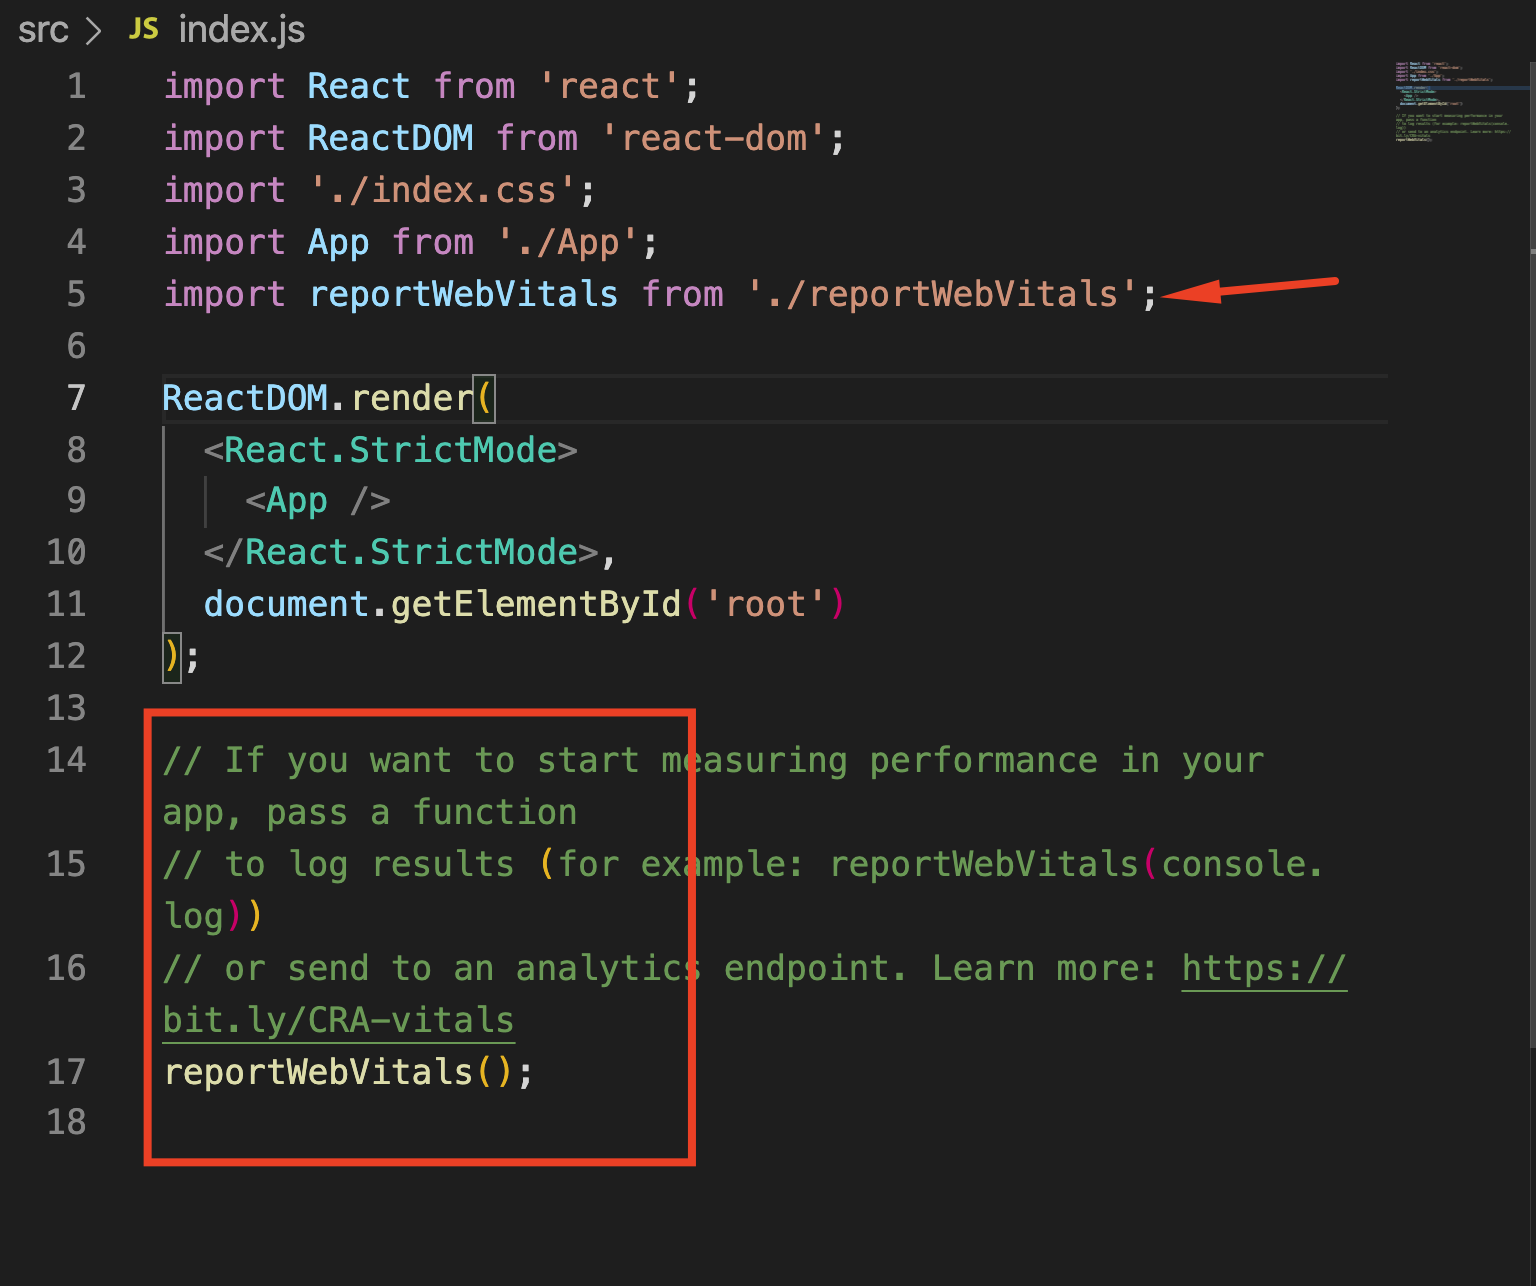 src > JS index.js
1 import React from 'react';
2 import ReactDOM from 'react-dom';
3 import './index.css';
4 import App from './App';
5 import reportWebVitals from './reportWebVitals';
6
7 ReactDOM.render(
8 <React.StrictMode>
9 <App />
10 </React.StrictMode>,
11 document.getElementById('root')
12 );
13
14 // If you want to start measuring performance in your
app, pass a function
15 // to log results (for example: reportWebVitals(console.
log))
16 // or send to an analytics endpoint. Learn more: https://
bit.ly/CRA-vitals
17 reportWebVitals();
18